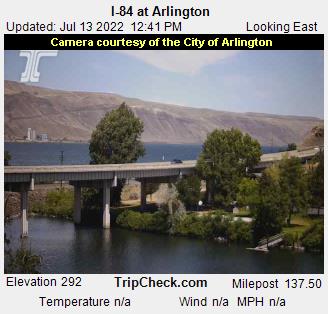 I-84 at Arlington
Updated: Jul 13 2022 12:41 PM Looking East
Camera courtesy of the City of Arlington
Elevation 292 TripCheck.com Milepost 137.50
Temperature n/a Wind n/a MPH n/a